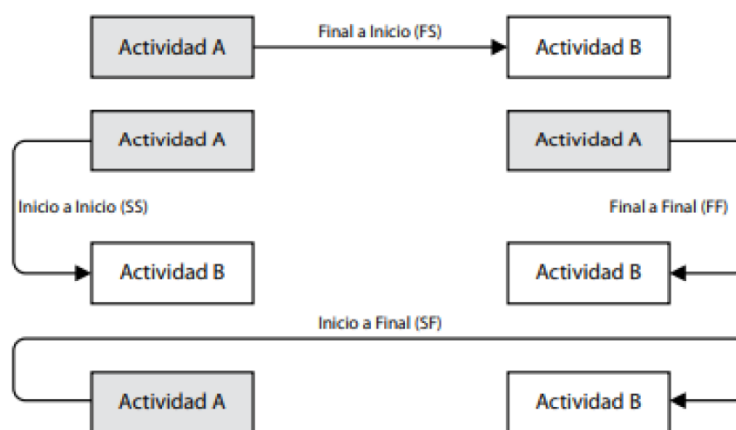 Actividad A
Final a Inicio (FS)
Actividad B
Actividad A
Actividad A
Inicio a Inicio (SS)
Final a Final (FF)
Actividad B
Actividad B
Inicio a Final (SF)
Actividad A
Actividad B